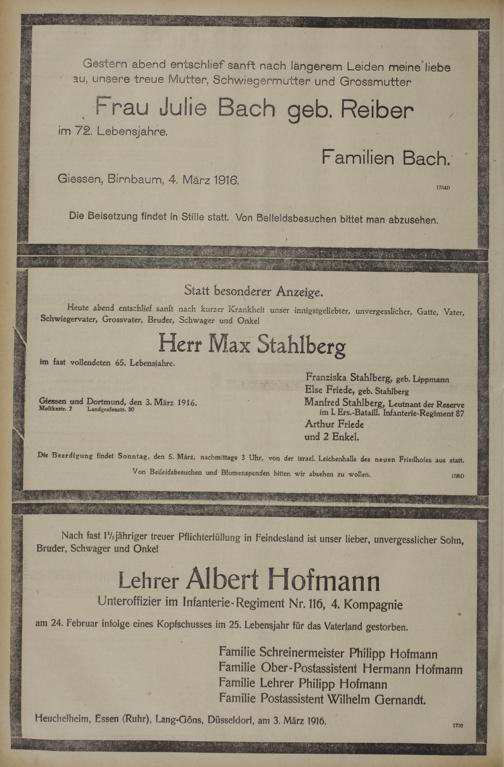 Gestern abend entschlief sanft nach längerem Leiden meine liebe
au, unsere treue Mutter, Schwiegermutter und Grossmutter
Frau Julie Bach geb. Reiber
im 72. Lebensjahre.
Familien Bach.
Giessen, Birnbaum, 4. März 1916.
Die Beisetzung findet in Stille statt. Von Beileidsbesuchen bittet man abzusehen.
Statt besonderer Anzeige.
Heute abend entschlief sanft nach kurzer Krankheit unser innigstgeliebter, unvergesslicher, Gatte, Vater,
Schwiegervater, Grossvater, Bruder, Schwager und Onkel
Herr Max Stahlberg
im fast vollendeten 65. Lebensjahre.
Franziska Stahlberg, geb. Lippmann
Else Friede, geb. Stahlberg
Manfred Stahlberg, Leutnant der Reserve
im I. Ers.-Bataill. Infanterie-Regiment 87
Arthur Friede
und 2 Enkel.
Giessen und Dortmund, den 3. März 1916.
Moltkestr. 2 Landgrafenstr. 30
Die Beerdigung findet Sonntag, den 5. März, nachmittags 3 Uhr, von der israel. Leichenhalle des neuen Friedhofes aus statt.
Von Beileidsbesuchen und Blumenspenden bitten wir absehen zu wollen.
Nach fast 1½ jähriger treuer Pflichterfüllung in Feindesland ist unser lieber, unvergesslicher Sohn,
Bruder, Schwager und Onkel
Lehrer Albert Hofmann
Unteroffizier im Infanterie-Regiment Nr. 116, 4. Kompagnie
am 24. Februar infolge eines Kopfschusses im 25. Lebensjahr für das Vaterland gestorben.
Familie Schreinermeister Philipp Hofmann
Familie Ober-Postassistent Hermann Hofmann
Familie Lehrer Philipp Hofmann
Familie Postassistent Wilhelm Gernandt.
Heuchelheim, Essen (Ruhr), Lang-Göns, Düsseldorf, am 3. März 1916.